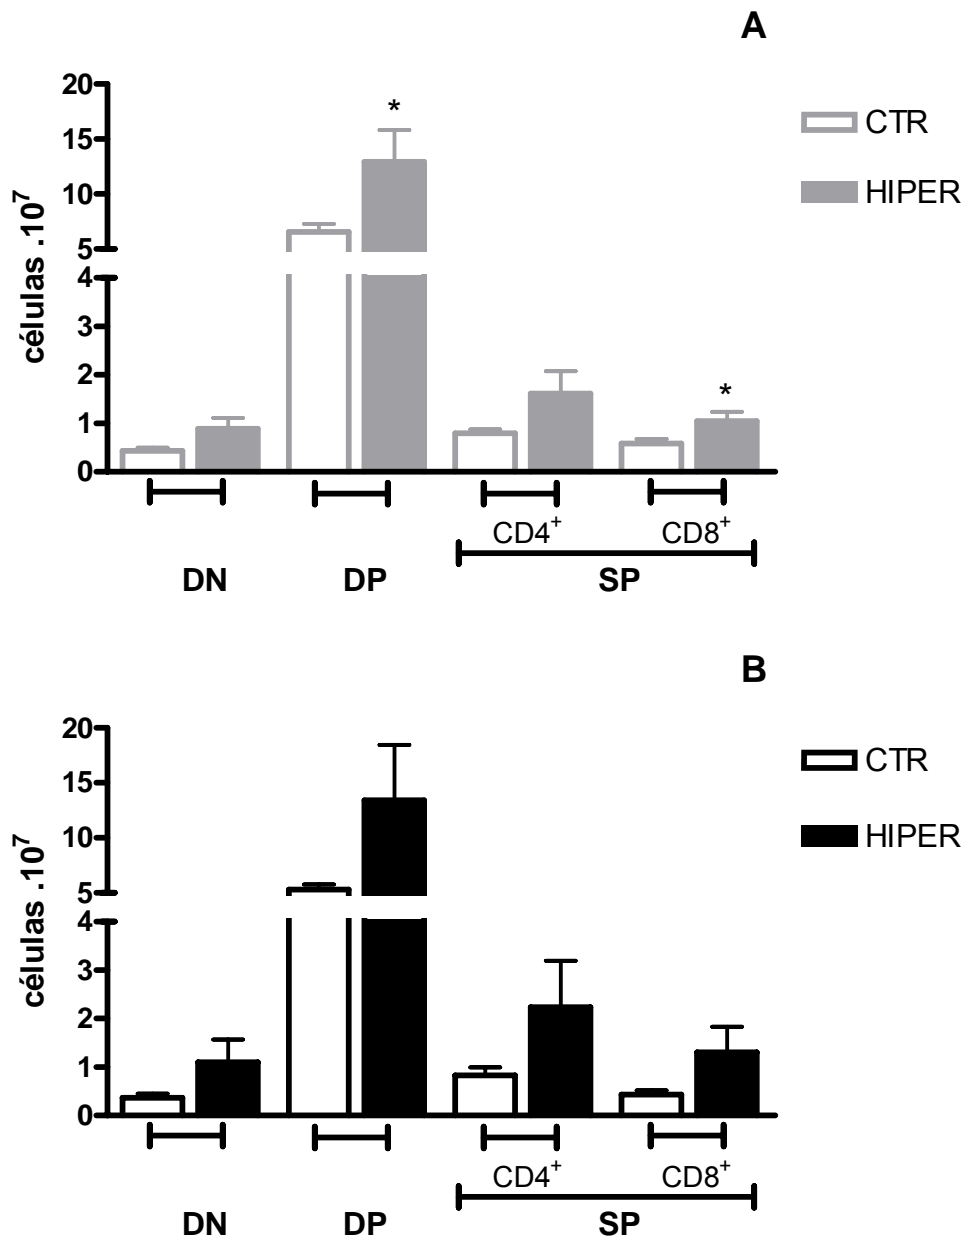 A
20
15
10
5
4
3
2
1
0
células .10⁷
*
*
CTR
HIPER
CD4⁺ CD8⁺
DN DP SP
B
20
15
10
5
4
3
2
1
0
células .10⁷
CTR
HIPER
CD4⁺ CD8⁺
DN DP SP